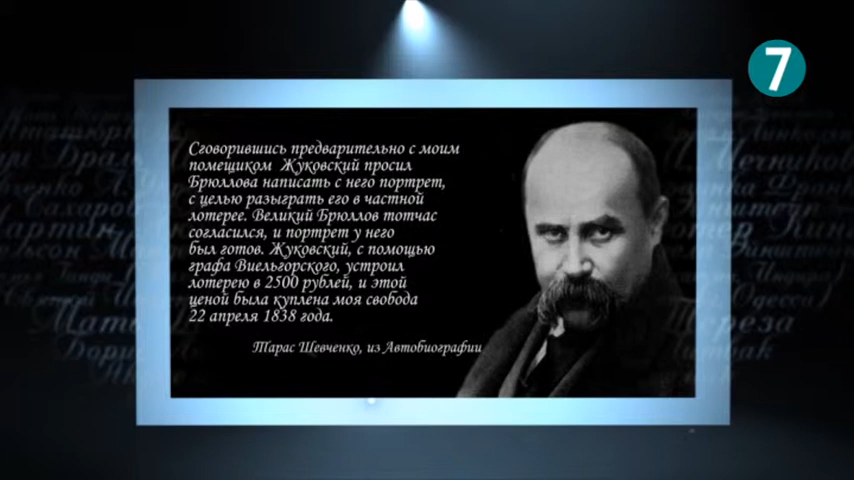 7
Сговорившись предварительно с моим
помещиком Жуковский просил
Брюллова написать с него портрет,
с целью разыграть его в частной
лотерее. Великий Брюллов тотчас
согласился, и портрет у него
был готов. Жуковский, с помощью
графа Виельгорского, устроил
лотерею в 2500 рублей, и этой
ценой была куплена моя свобода
22 апреля 1838 года.
Тарас Шевченко, из Автобиографии